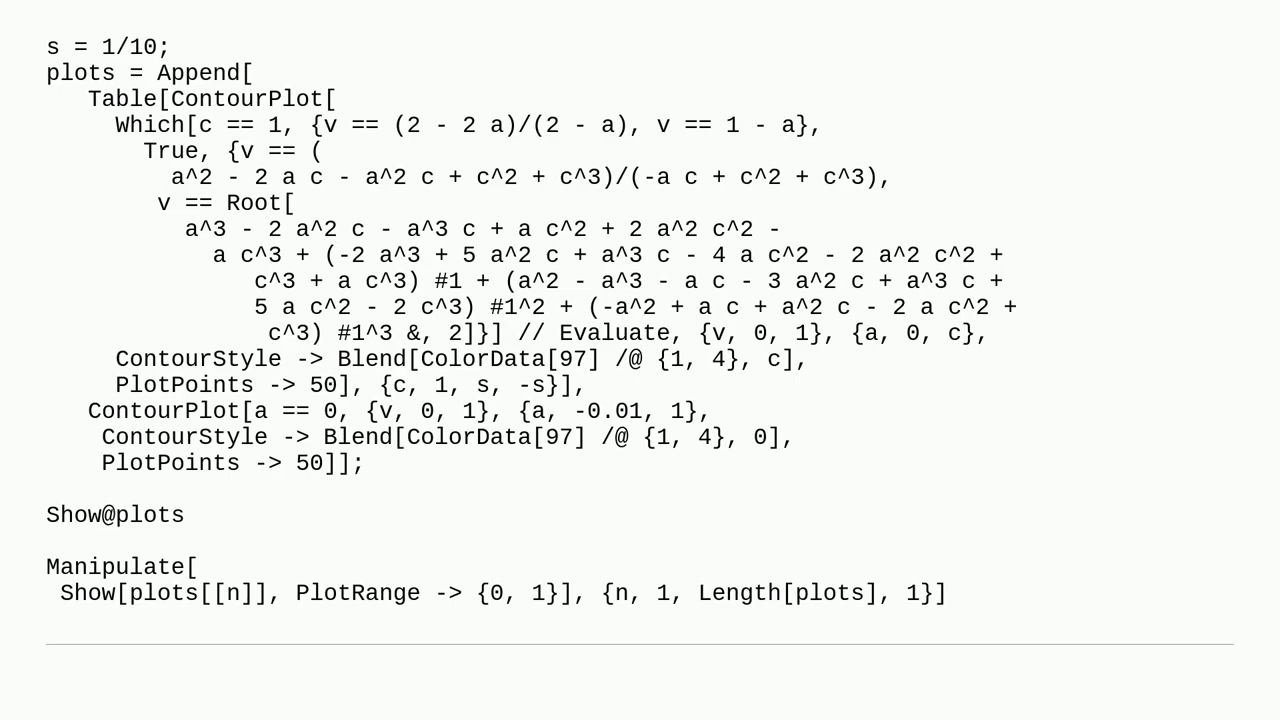 s = 1/10;
plots = Append[
   Table[ContourPlot[
     Which[c == 1, {v == (2 - 2 a)/(2 - a), v == 1 - a},
       True, {v == (
         a^2 - 2 a c - a^2 c + c^2 + c^3)/(-a c + c^2 + c^3),
        v == Root[
          a^3 - 2 a^2 c - a^3 c + a c^2 + 2 a^2 c^2 -
            a c^3 + (-2 a^3 + 5 a^2 c + a^3 c - 4 a c^2 - 2 a^2 c^2 +
               c^3 + a c^3) #1 + (a^2 - a^3 - a c - 3 a^2 c + a^3 c +
               5 a c^2 - 2 c^3) #1^2 + (-a^2 + a c + a^2 c - 2 a c^2 +
                c^3) #1^3 &, 2]}] // Evaluate, {v, 0, 1}, {a, 0, c},
     ContourStyle -> Blend[ColorData[97] /@ {1, 4}, c],
     PlotPoints -> 50], {c, 1, s, -s}],
   ContourPlot[a == 0, {v, 0, 1}, {a, -0.01, 1},
    ContourStyle -> Blend[ColorData[97] /@ {1, 4}, 0],
    PlotPoints -> 50]];

Show@plots

Manipulate[
 Show[plots[[n]], PlotRange -> {0, 1}], {n, 1, Length[plots], 1}]